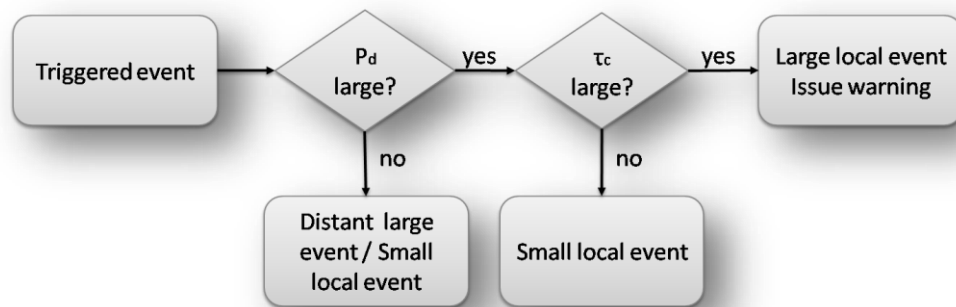 Triggered event
Pd
large?
yes
τc
large?
yes
Large local event
Issue warning
no
no
Distant large
event / Small
local event
Small local event